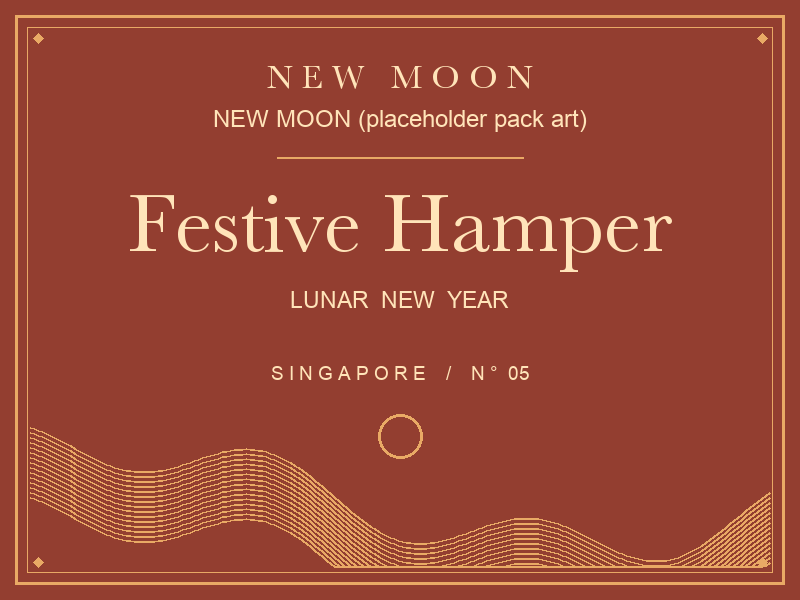 NEW MOON
NEW MOON (placeholder pack art)
Festive Hamper
LUNAR NEW YEAR
SINGAPORE / N° 05